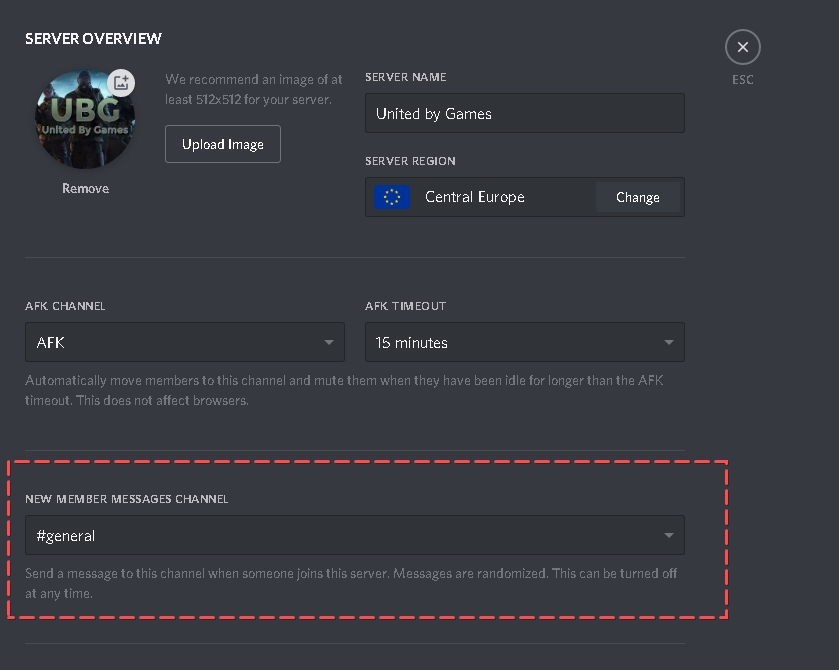 SERVER OVERVIEW
UBG
United By Games
Remove
We recommend an image of at
least 512x512 for your server.
Upload Image
SERVER NAME
United by Games
SERVER REGION
Central Europe
Change
ESC
AFK CHANNEL
AFK
AFK TIMEOUT
15 minutes
Automatically move members to this channel and mute them when they have been idle for longer than the AFK
timeout. This does not affect browsers.
NEW MEMBER MESSAGES CHANNEL
#general
Send a message to this channel when someone joins this server. Messages are randomized. This can be turned off
at any time.